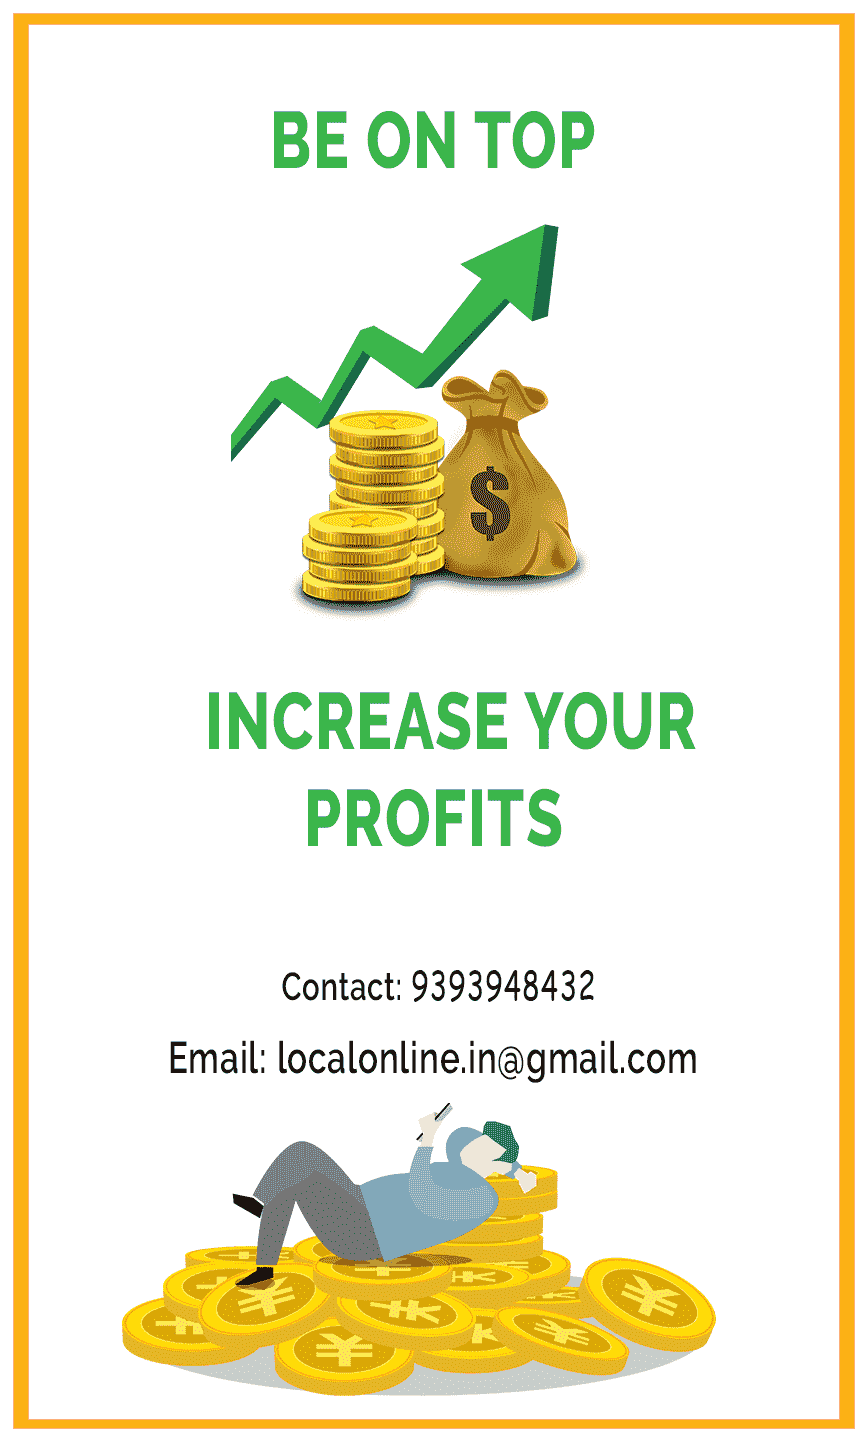 BE ON TOP
$
INCREASE YOUR
PROFITS
Contact: 9393948432
Email: localonline.in@gmail.com